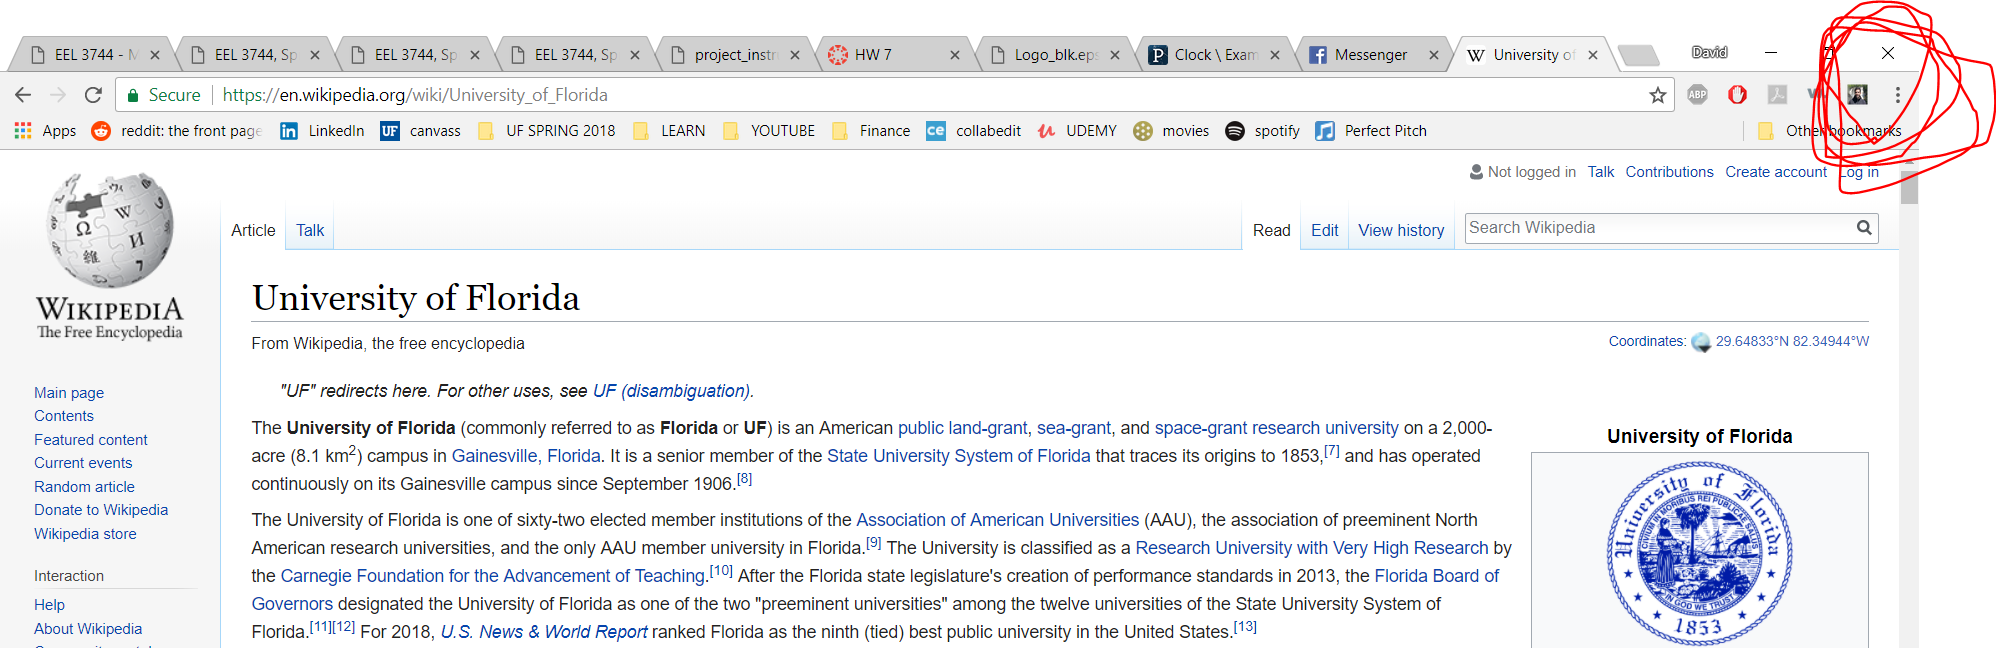 EEL 3744 - M
EEL 3744, Sp
EEL 3744, Sp
EEL 3744, Sp
project_instr
HW 7
Logo_blk.eps
Clock \ Exam
Messenger
University of
David
Secure https://en.wikipedia.org/wiki/University_of_Florida
ABP
Apps reddit: the front page LinkedIn UF canvass UF SPRING 2018 LEARN YOUTUBE Finance ce collabedit UDEMY movies spotify Perfect Pitch Other bookmarks
Not logged in Talk Contributions Create account Log in
Article Talk Read Edit View history Search Wikipedia
WIKIPEDIA
The Free Encyclopedia
Main page
Contents
Featured content
Current events
Random article
Donate to Wikipedia
Wikipedia store
Interaction
Help
About Wikipedia
University of Florida
From Wikipedia, the free encyclopedia
Coordinates: 29.64833°N 82.34944°W
"UF" redirects here. For other uses, see UF (disambiguation).
The University of Florida (commonly referred to as Florida or UF) is an American public land-grant, sea-grant, and space-grant research university on a 2,000-
acre (8.1 km2) campus in Gainesville, Florida. It is a senior member of the State University System of Florida that traces its origins to 1853,[7] and has operated
continuously on its Gainesville campus since September 1906.[8]
The University of Florida is one of sixty-two elected member institutions of the Association of American Universities (AAU), the association of preeminent North
American research universities, and the only AAU member university in Florida.[9] The University is classified as a Research University with Very High Research by
the Carnegie Foundation for the Advancement of Teaching.[10] After the Florida state legislature's creation of performance standards in 2013, the Florida Board of
Governors designated the University of Florida as one of the two "preeminent universities" among the twelve universities of the State University System of
Florida.[11][12] For 2018, U.S. News & World Report ranked Florida as the ninth (tied) best public university in the United States.[13]
University of Florida
University of Florida
CIVIUM IN MORIBUS REI PUBLICAE SALUS
IN GOD WE TRUST
1853